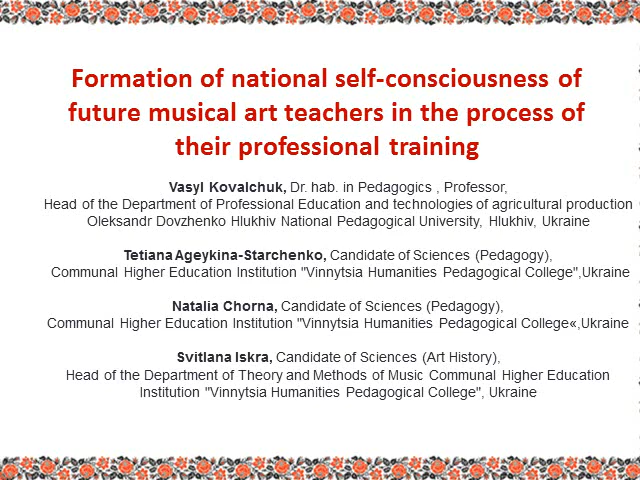 Formation of national self-consciousness of
future musical art teachers in the process of
their professional training
Vasyl Kovalchuk, Dr. hab. in Pedagogics , Professor,
Head of the Department of Professional Education and technologies of agricultural production
Oleksandr Dovzhenko Hlukhiv National Pedagogical University, Hlukhiv, Ukraine
Tetiana Ageykina-Starchenko, Candidate of Sciences (Pedagogy),
Communal Higher Education Institution "Vinnytsia Humanities Pedagogical College",Ukraine
Natalia Chorna, Candidate of Sciences (Pedagogy),
Communal Higher Education Institution "Vinnytsia Humanities Pedagogical College«,Ukraine
Svitlana Iskra, Candidate of Sciences (Art History),
Head of the Department of Theory and Methods of Music Communal Higher Education
Institution "Vinnytsia Humanities Pedagogical College", Ukraine